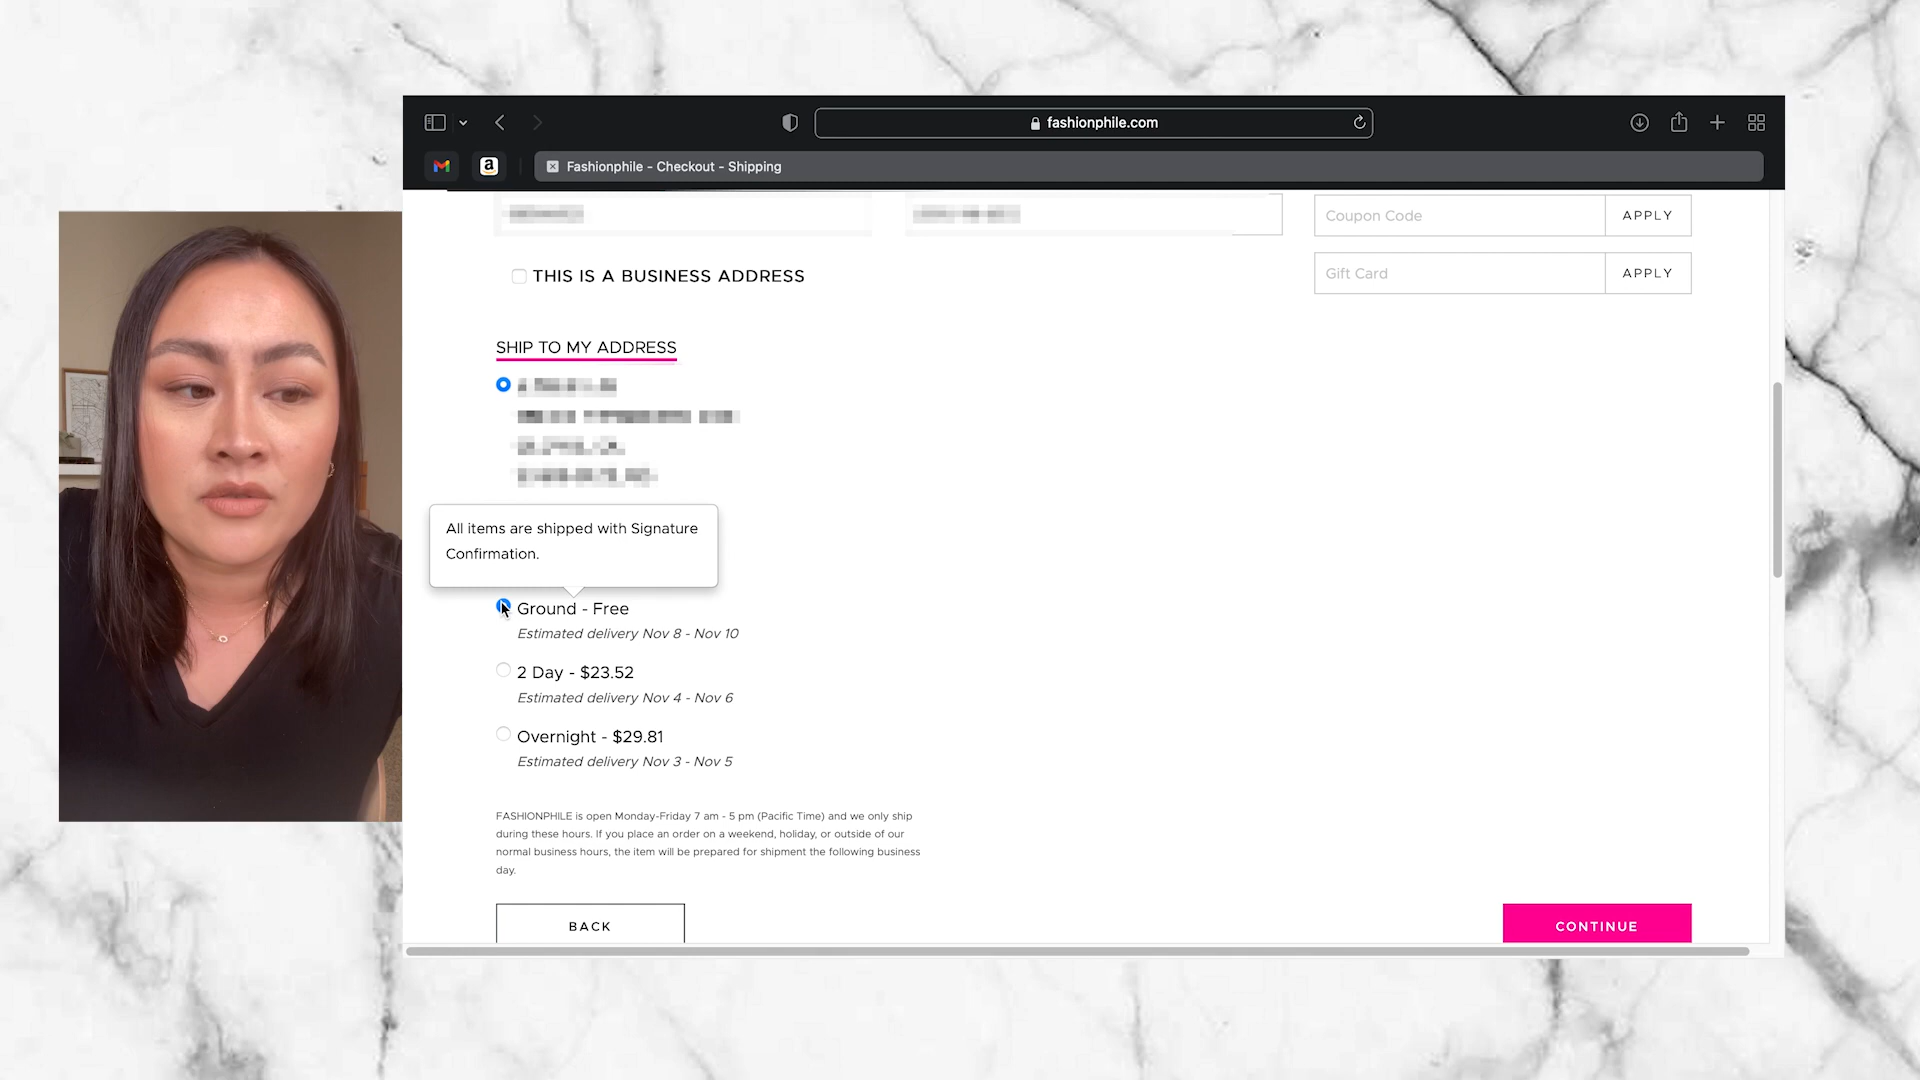 fashionphile.com
a
Fashionphile - Checkout - Shipping
Coupon Code
APPLY
THIS IS A BUSINESS ADDRESS
Gift Card
APPLY
SHIP TO MY ADDRESS
All items are shipped with Signature
Confirmation.
Ground - Free
Estimated delivery Nov 8 - Nov 10
2 Day - $23.52
Estimated delivery Nov 4 - Nov 6
Overnight - $29.81
Estimated delivery Nov 3 - Nov 5
FASHIONPHILE is open Monday-Friday 7 am - 5 pm (Pacific Time) and we only ship
during these hours. If you place an order on a weekend, holiday, or outside of our
normal business hours, the item will be prepared for shipment the following business
day.
BACK
CONTINUE